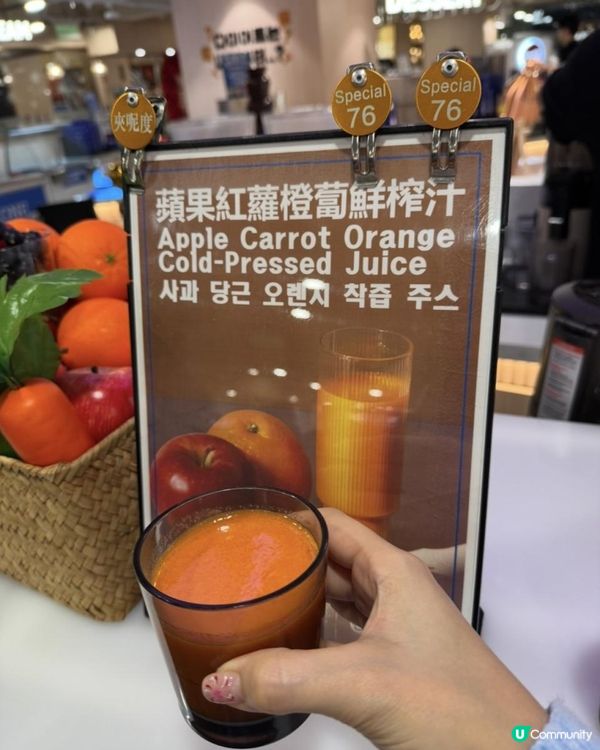 夾呢度
Special
76
Special
76
蘋果紅蘿橙蔔鮮榨汁
Apple Carrot Orange
Cold-Pressed Juice
사과 당근 오렌지 착즙 주스
U Community